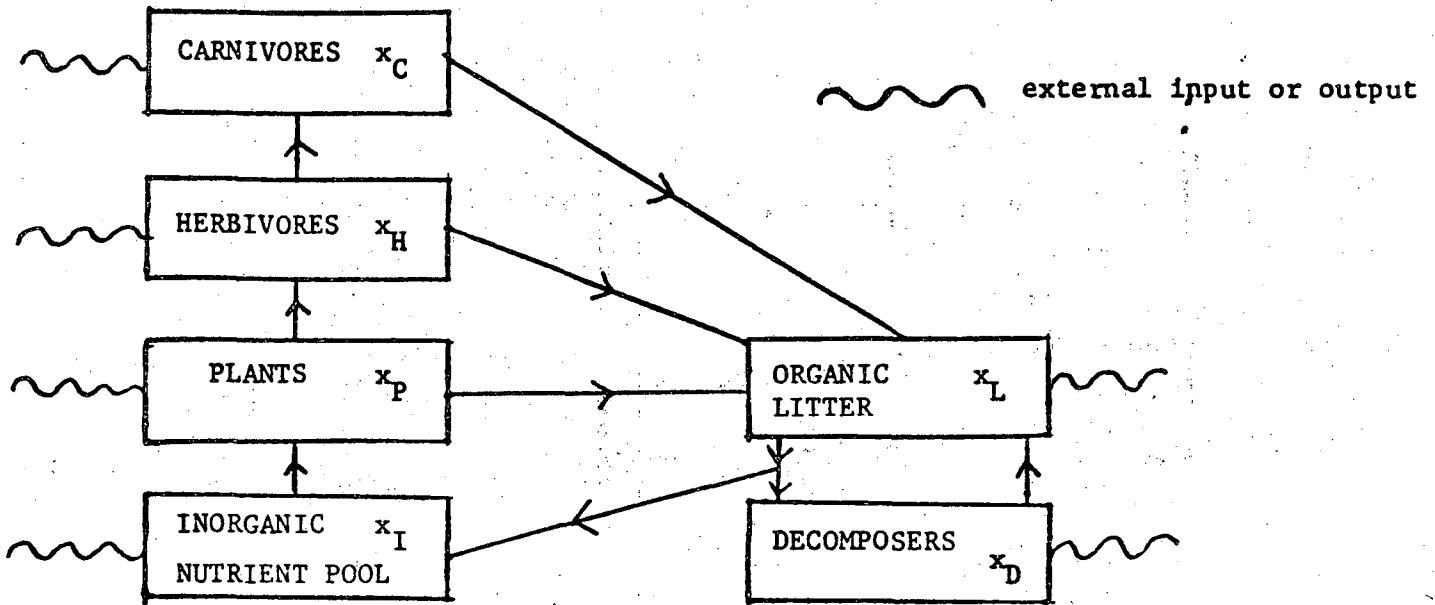 CARNIVORES x_C
external input or output
HERBIVORES x_H
PLANTS x_P
ORGANIC x_L
LITTER
INORGANIC x_I
NUTRIENT POOL
DECOMPOSERS x_D